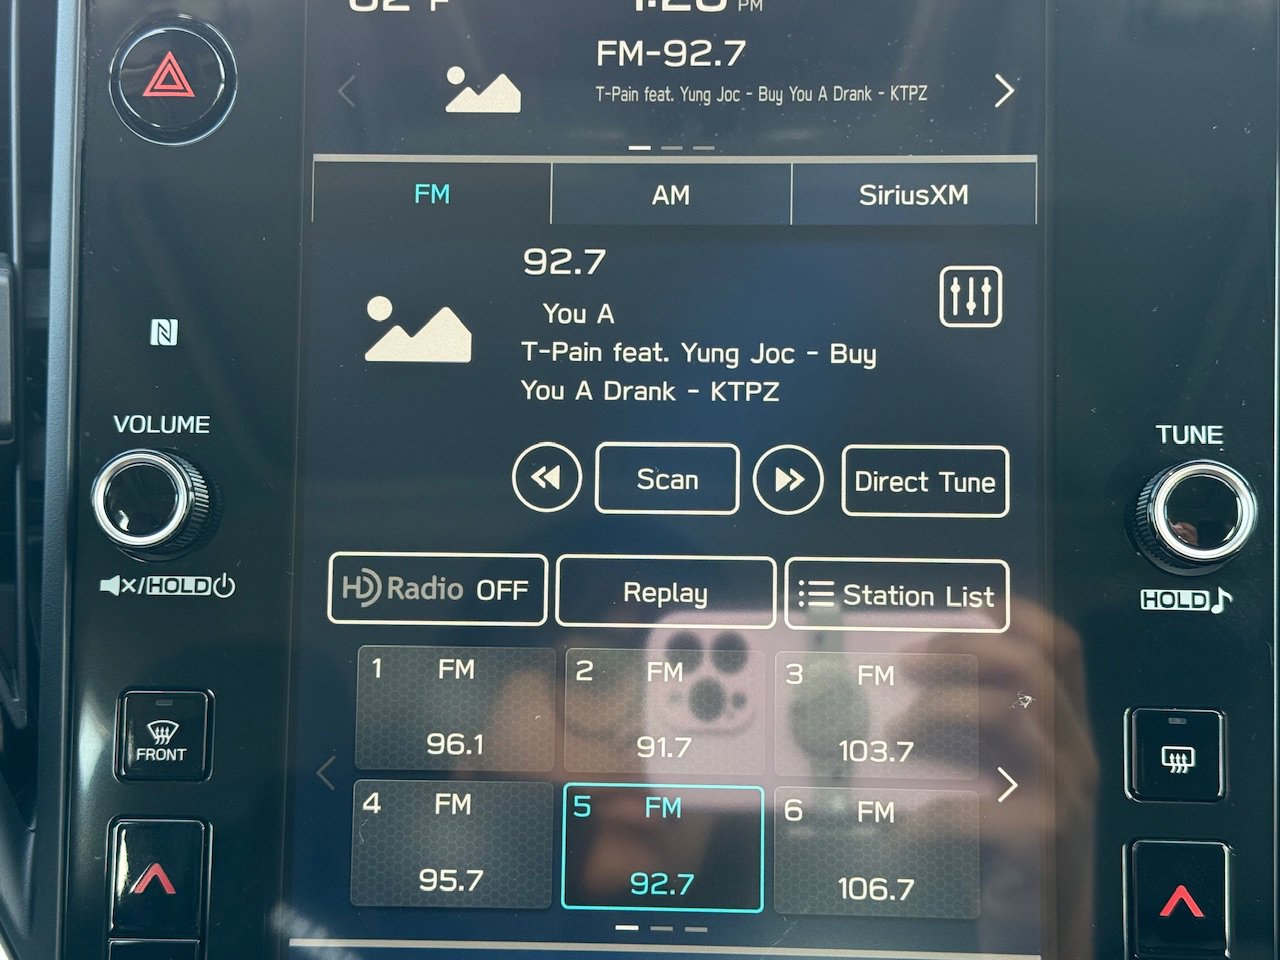 FM-92.7
T-Pain feat. Yung Joc - Buy You A Drank - KTPZ
FM AM SiriusXM
92.7
You A
T-Pain feat. Yung Joc - Buy
You A Drank - KTPZ
VOLUME
TUNE
Scan Direct Tune
/HOLD
HD Radio OFF Replay Station List
HOLD
1 FM 2 FM 3 FM
96.1 91.7 103.7
FRONT
4 FM 5 FM 6 FM
95.7 92.7 106.7